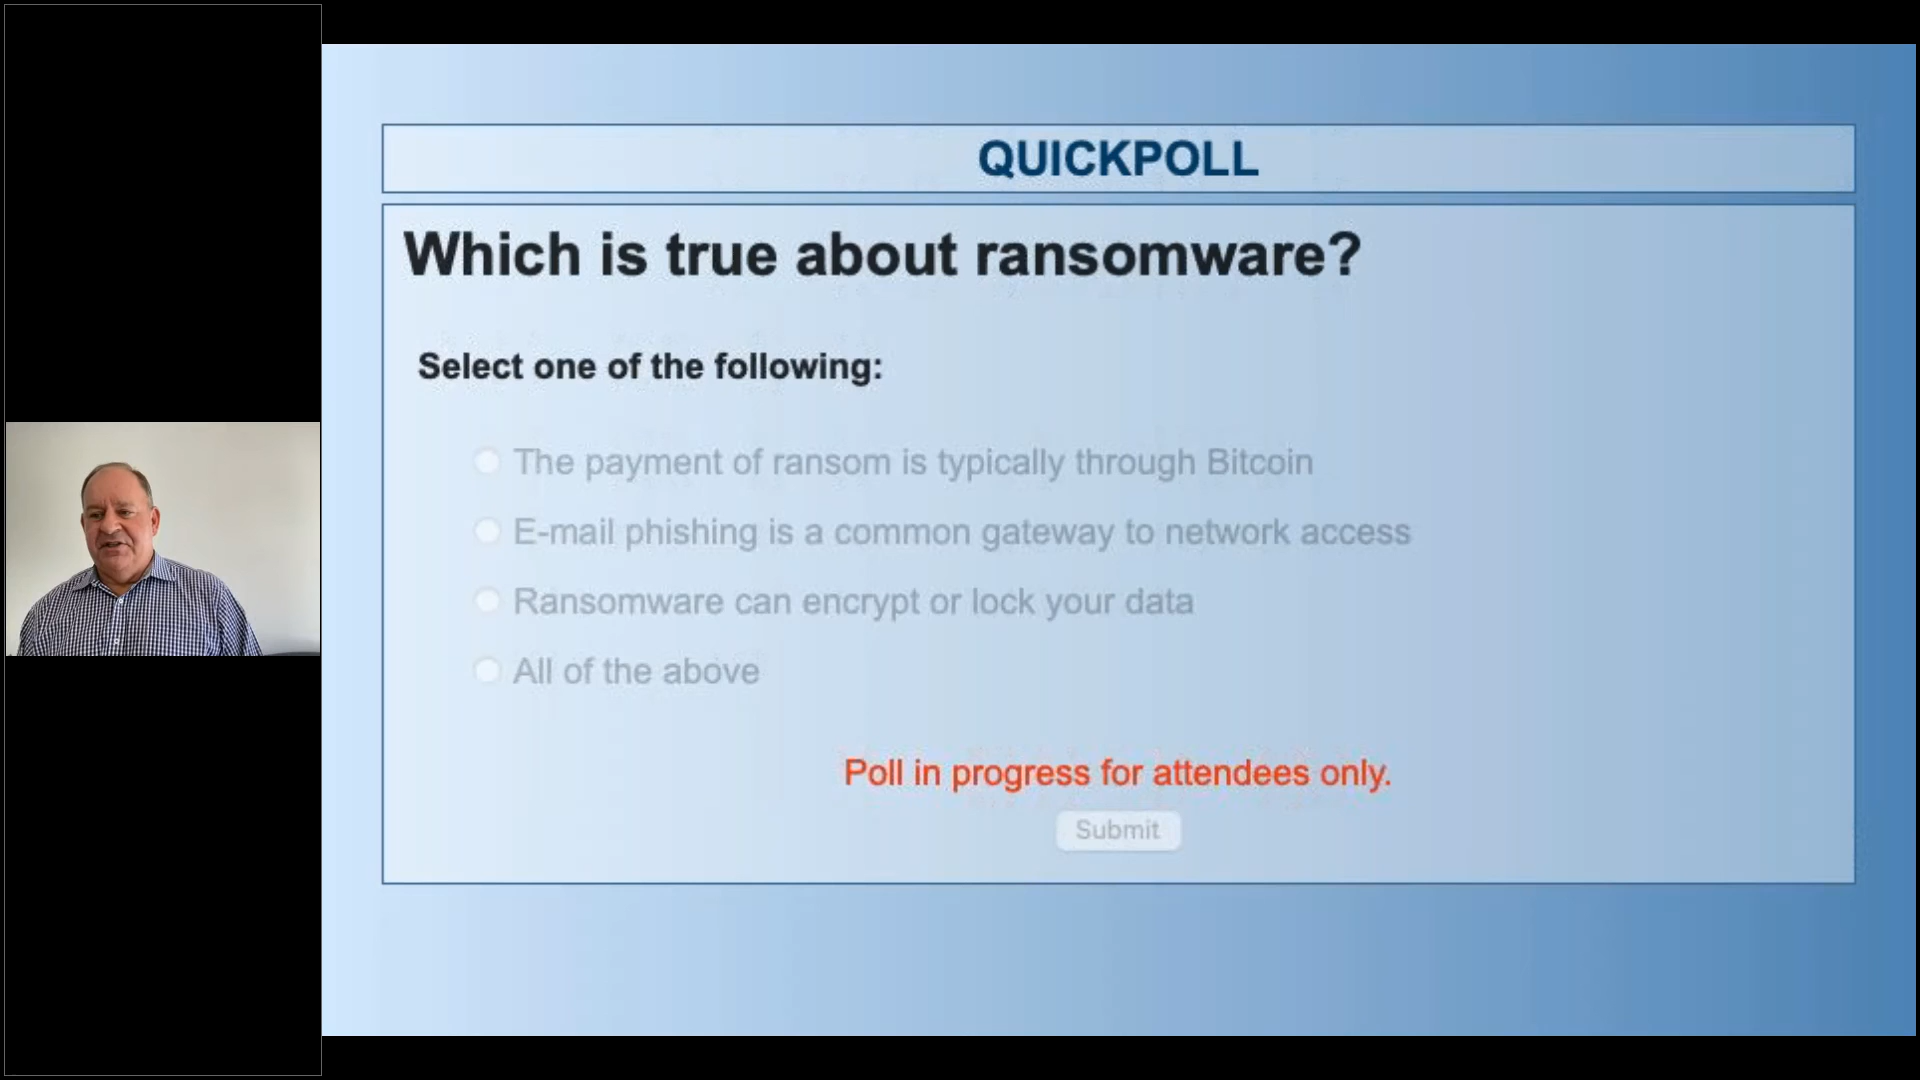 QUICKPOLL
Which is true about ransomware?
Select one of the following:
The payment of ransom is typically through Bitcoin
E-mail phishing is a common gateway to network access
Ransomware can encrypt or lock your data
All of the above
Poll in progress for attendees only.
Submit